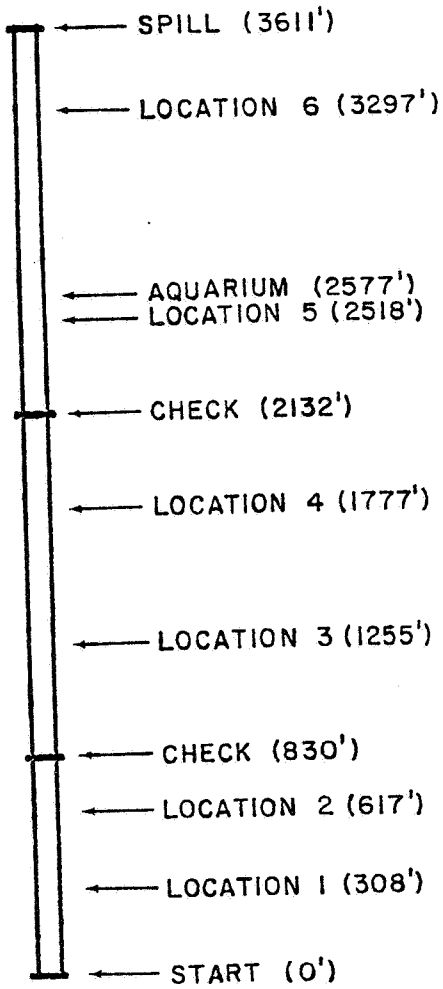 SPILL (3611')
LOCATION 6 (3297')
AQUARIUM (2577')
LOCATION 5 (2518')
CHECK (2132')
LOCATION 4 (1777')
LOCATION 3 (1255')
CHECK (830')
LOCATION 2 (617')
LOCATION 1 (308')
START (0')